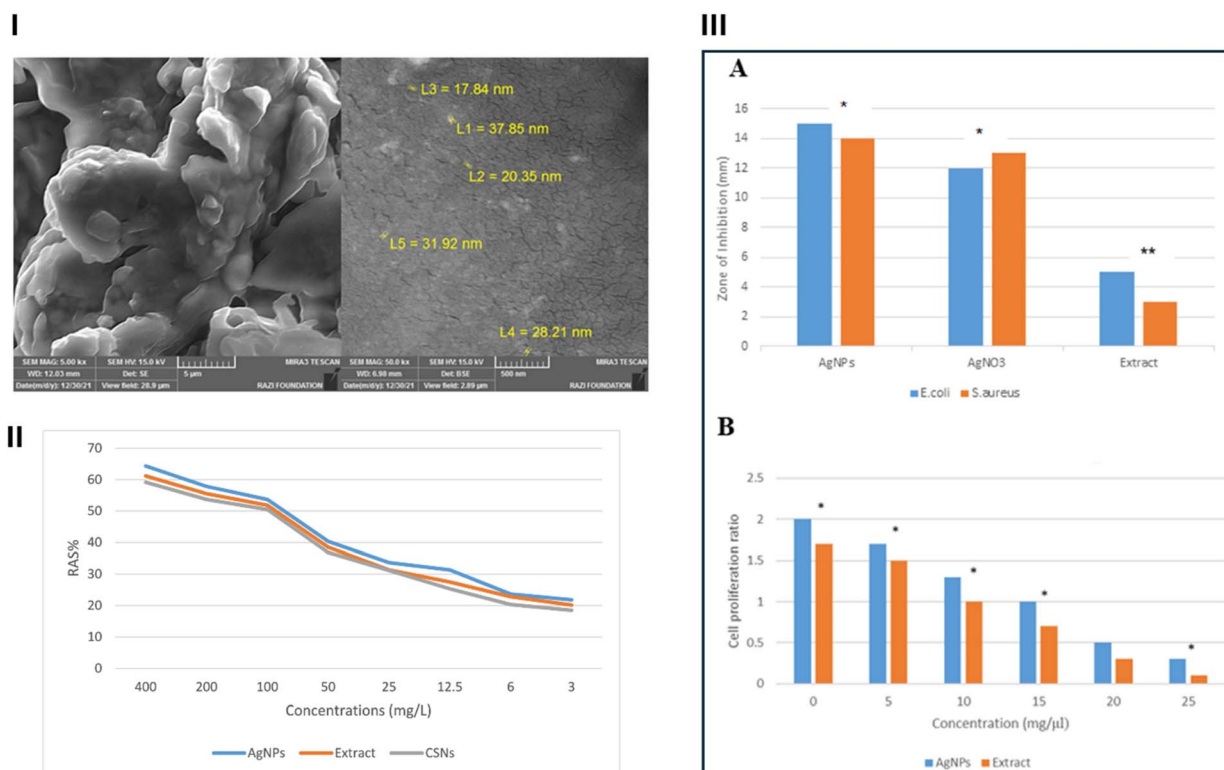 I
L3 = 17.84 nm
L1 = 37.85 nm
L2 = 20.35 nm
L5 = 31.92 nm
L4 = 28.21 nm
SEM MAG: 5.00 kx
SEM HV: 15.0 kV
WD: 12.03 mm
Det: SE
5 µm
Date(m/d/y): 12/30/21
View field: 28.9 µm
SEM MAG: 50.0 kx
SEM HV: 15.0 kV
MIRA3 TESCAN
WD: 6.98 mm
Det: BSE
500 nm
Date(m/d/y): 12/30/21
View field: 2.89 µm
RAZI FOUNDATION
II
70
60
50
40
30
20
10
0
RAS%
400 200 100 50 25 12.5 6 3
Concentrations (mg/L)
AgNPs Extract CSNs
III
A
16
14
12
10
8
6
4
2
0
Zone of Inhibition (mm)
*
*
**
AgNPs AgNO3 Extract
E.coli S.aureus
B
2.5
2
1.5
1
0.5
0
Cell proliferation ratio
*
*
*
*
*
0 5 10 15 20 25
Concentration (mg/µl)
AgNPs Extract